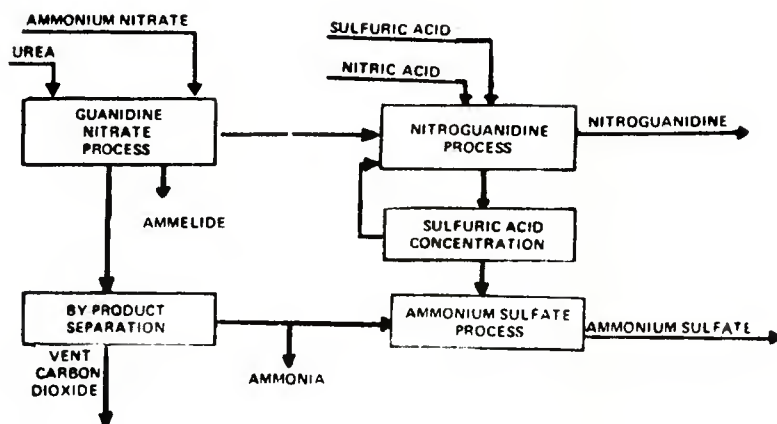 AMMONIUM NITRATE
UREA
SULFURIC ACID
NITRIC ACID
GUANIDINE
NITRATE
PROCESS
NITROGUANIDINE
PROCESS
NITROGUANIDINE
AMMELIDE
SULFURIC ACID
CONCENTRATION
BY PRODUCT
SEPARATION
AMMONIUM SULFATE
PROCESS
AMMONIUM SULFATE
VENT
CARBON
DIOXIDE
AMMONIA